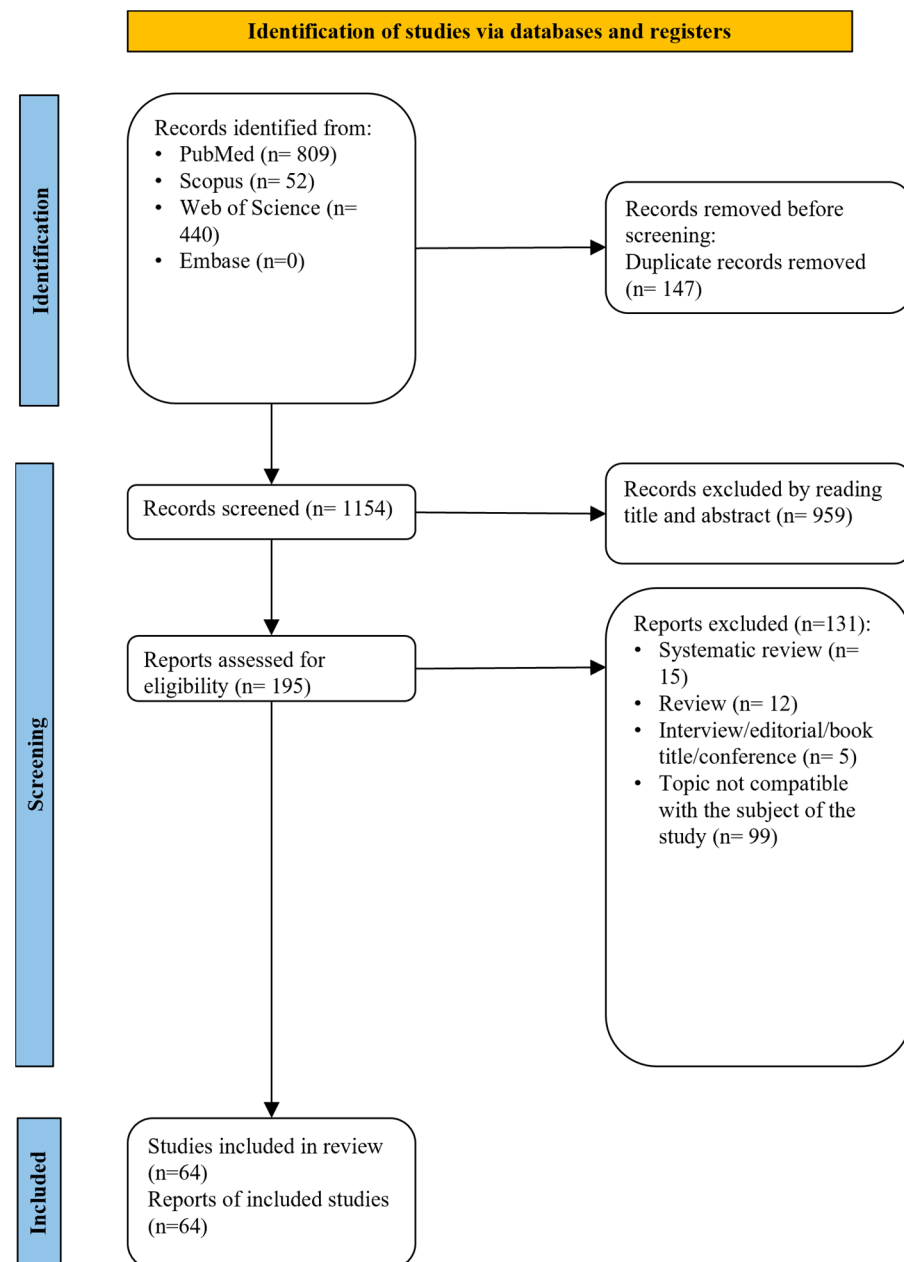 Identification of studies via databases and registers
Identification
Records identified from:
• PubMed (n= 809)
• Scopus (n= 52)
• Web of Science (n=
440)
• Embase (n=0)
Records removed before
screening:
Duplicate records removed
(n= 147)
Screening
Records screened (n= 1154)
Records excluded by reading
title and abstract (n= 959)
Reports assessed for
eligibility (n= 195)
Reports excluded (n=131):
• Systematic review (n=
15)
• Review (n= 12)
• Interview/editorial/book
title/conference (n= 5)
• Topic not compatible
with the subject of the
study (n= 99)
Included
Studies included in review
(n=64)
Reports of included studies
(n=64)